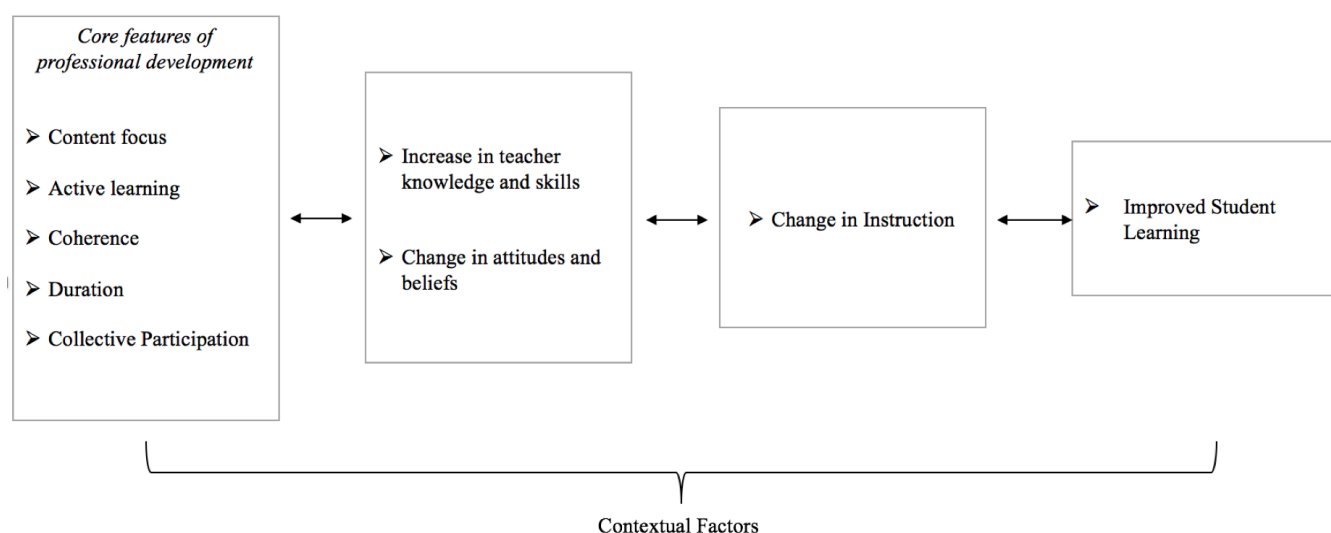 Core features of
professional development
➢ Content focus
➢ Active learning
➢ Coherence
➢ Duration
➢ Collective Participation
➢ Increase in teacher
knowledge and skills
➢ Change in attitudes and
beliefs
➢ Change in Instruction
➢ Improved Student
Learning
Contextual Factors